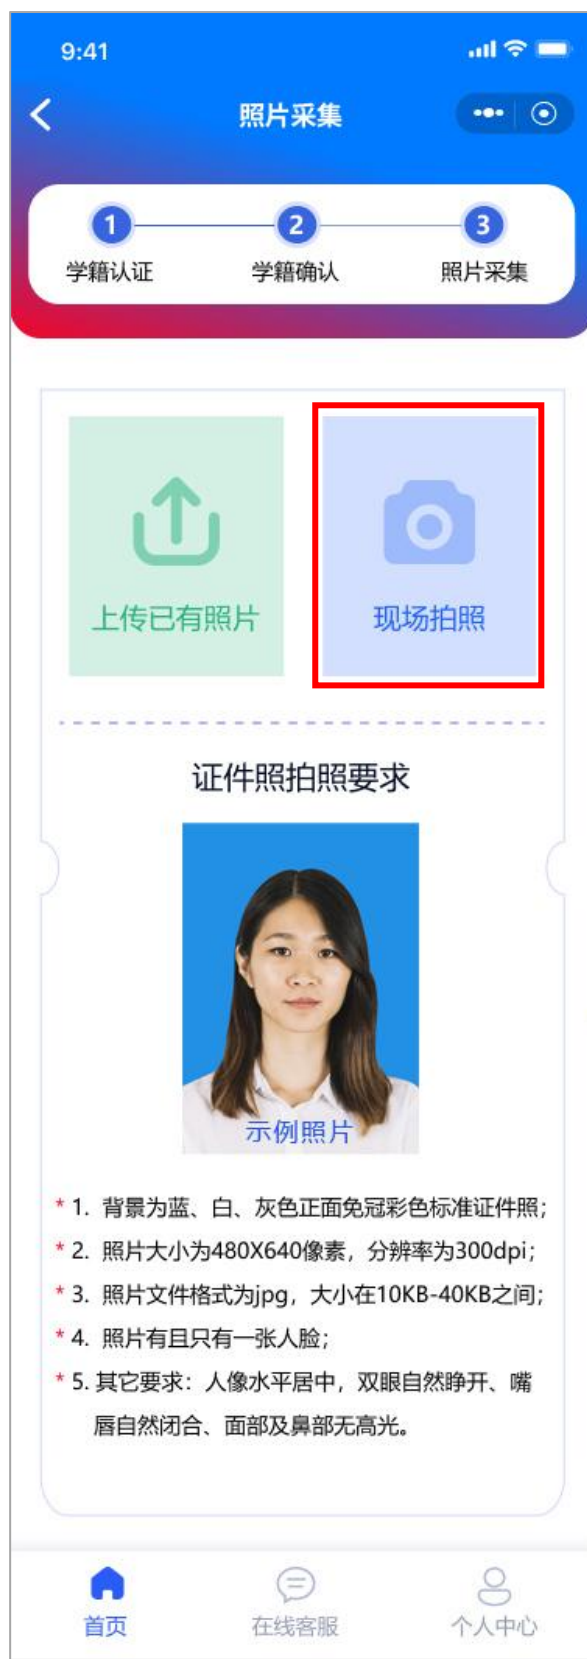 9:41
照片采集
1
2
3
学籍认证
学籍确认
照片采集
上传已有照片
现场拍照
证件照拍照要求
示例照片
* 1. 背景为蓝、白、灰色正面免冠彩色标准证件照;
* 2. 照片大小为480X640像素，分辨率为300dpi;
* 3. 照片文件格式为jpg，大小在10KB-40KB之间;
* 4. 照片有且只有一张人脸;
* 5. 其它要求：人像水平居中，双眼自然睁开、嘴
唇自然闭合、面部及鼻部无高光。
首页
在线客服
个人中心